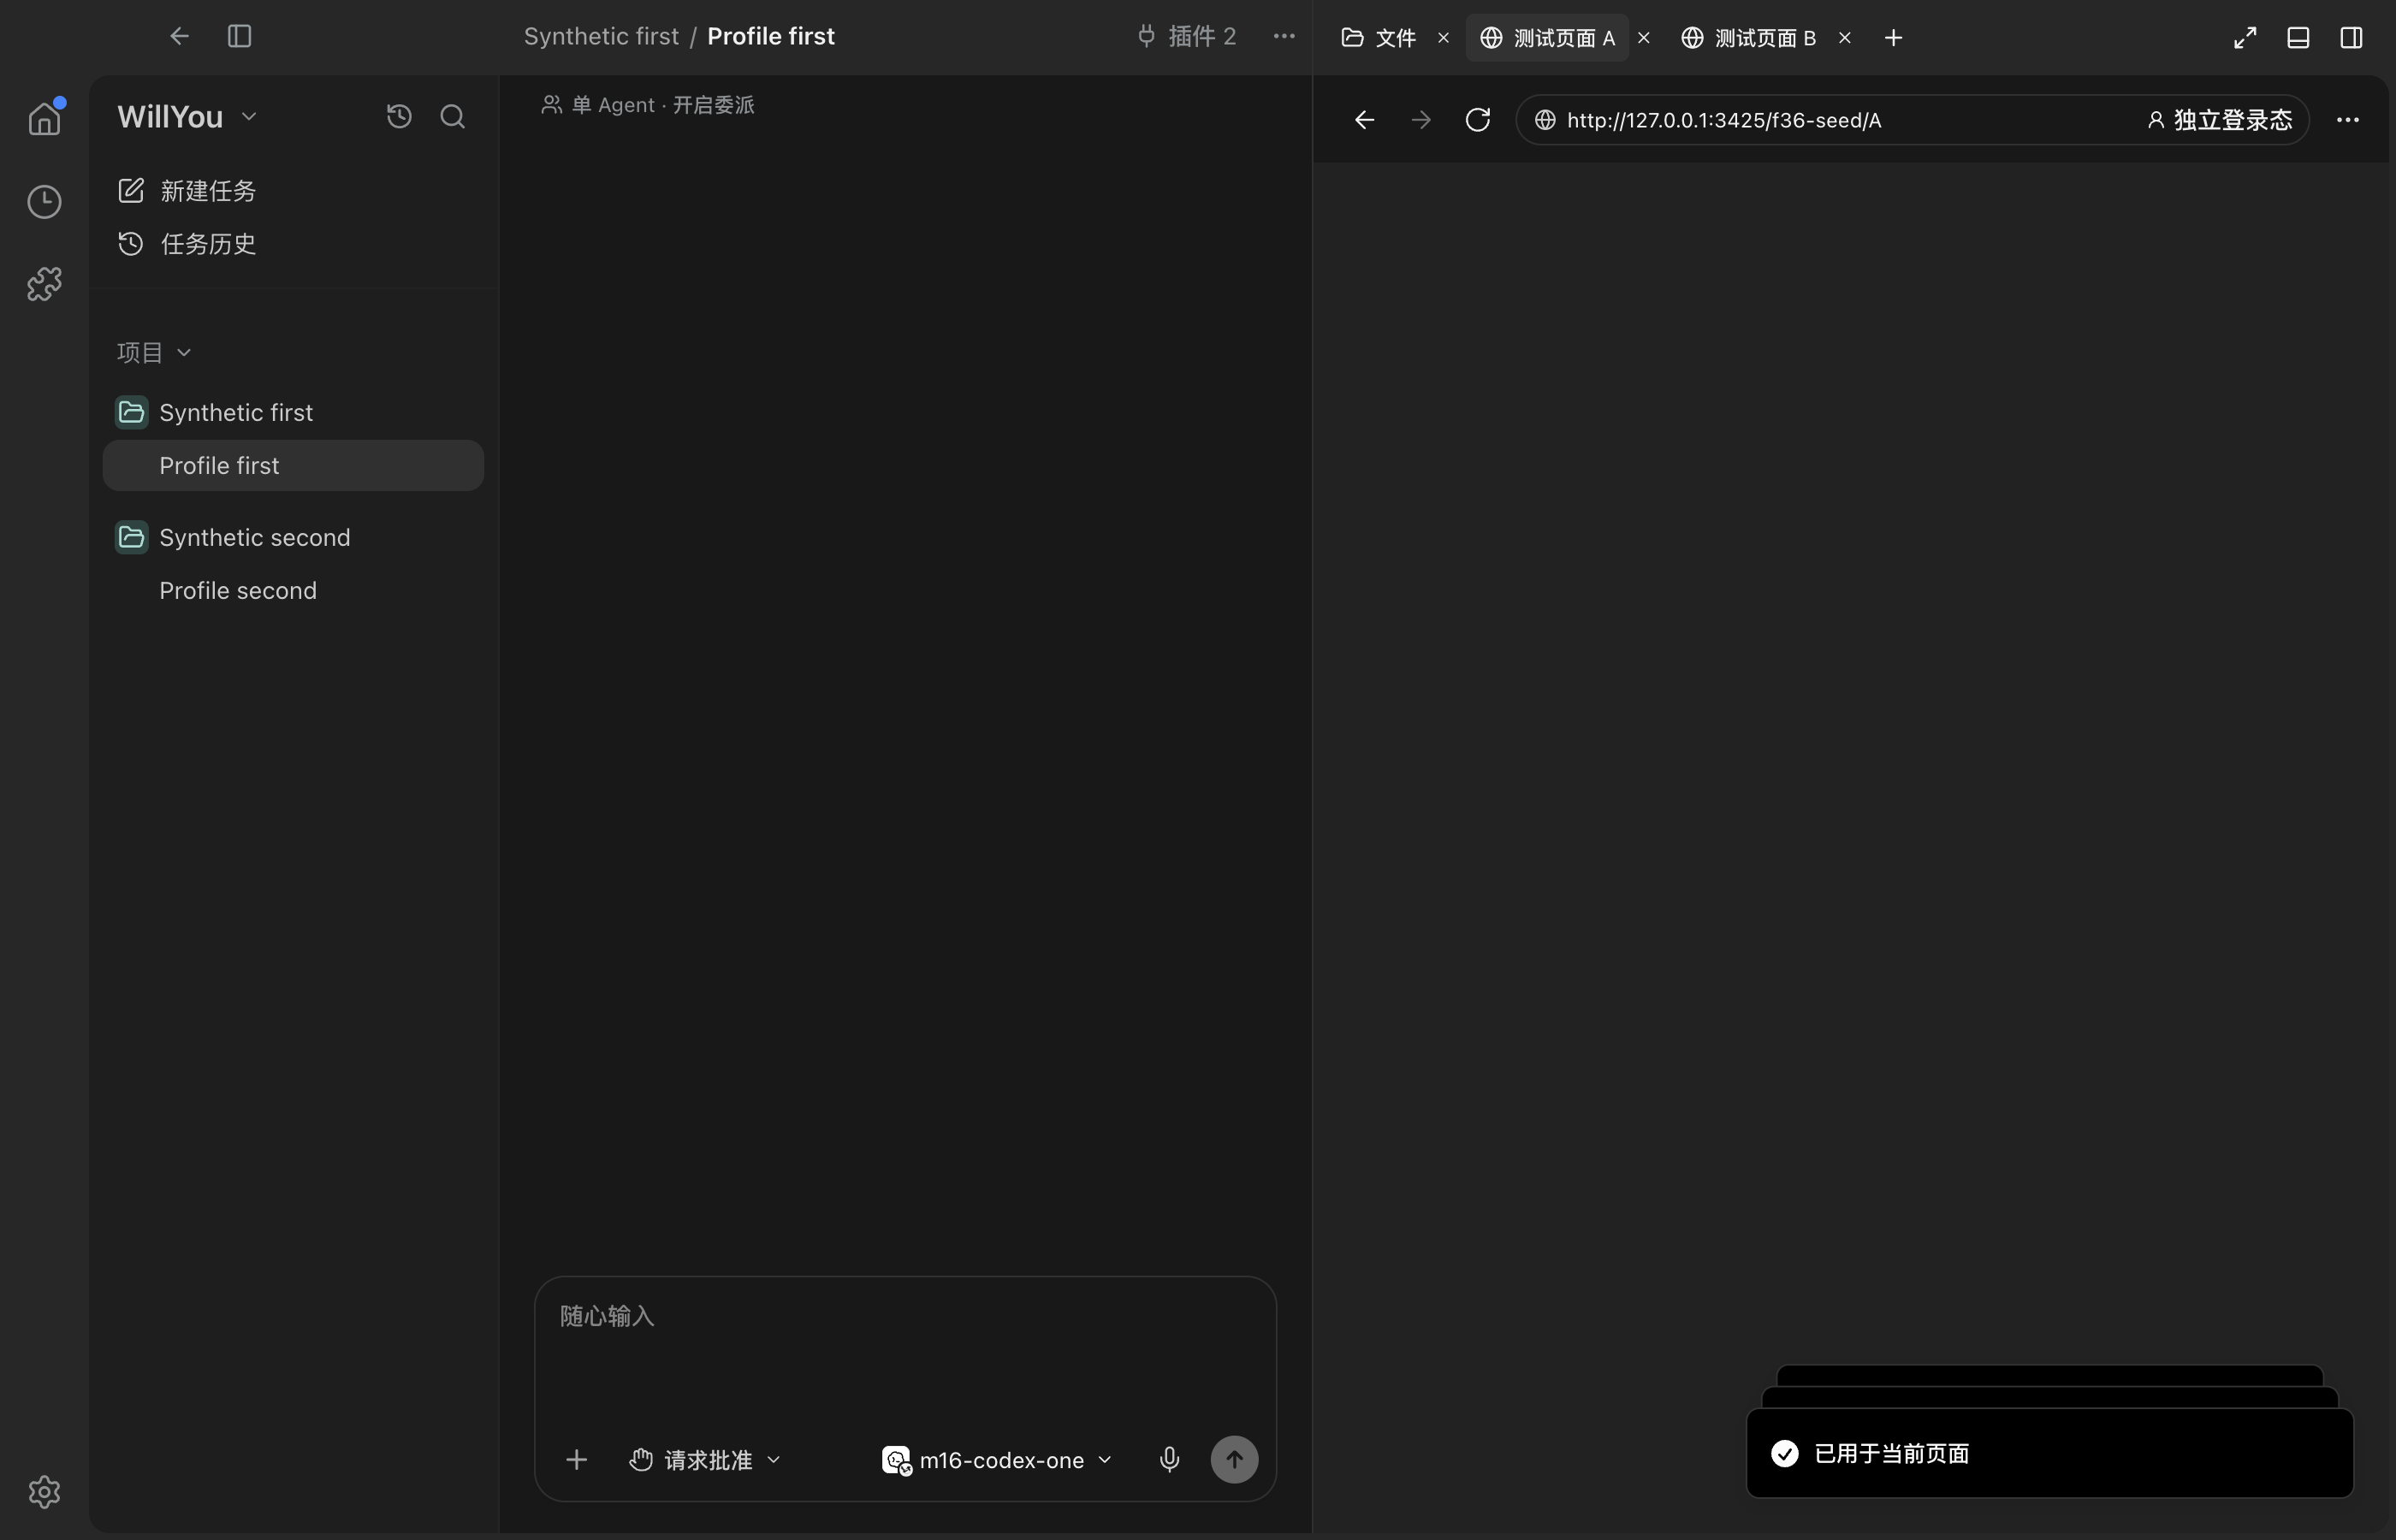 Synthetic first / Profile first
插件 2
文件
测试页面 A
测试页面 B
WillYou
新建任务
任务历史
项目
Synthetic first
Profile first
Synthetic second
Profile second
单 Agent · 开启委派
http://127.0.0.1:3425/f36-seed/A
独立登录态
随心输入
请求批准
m16-codex-one
已用于当前页面